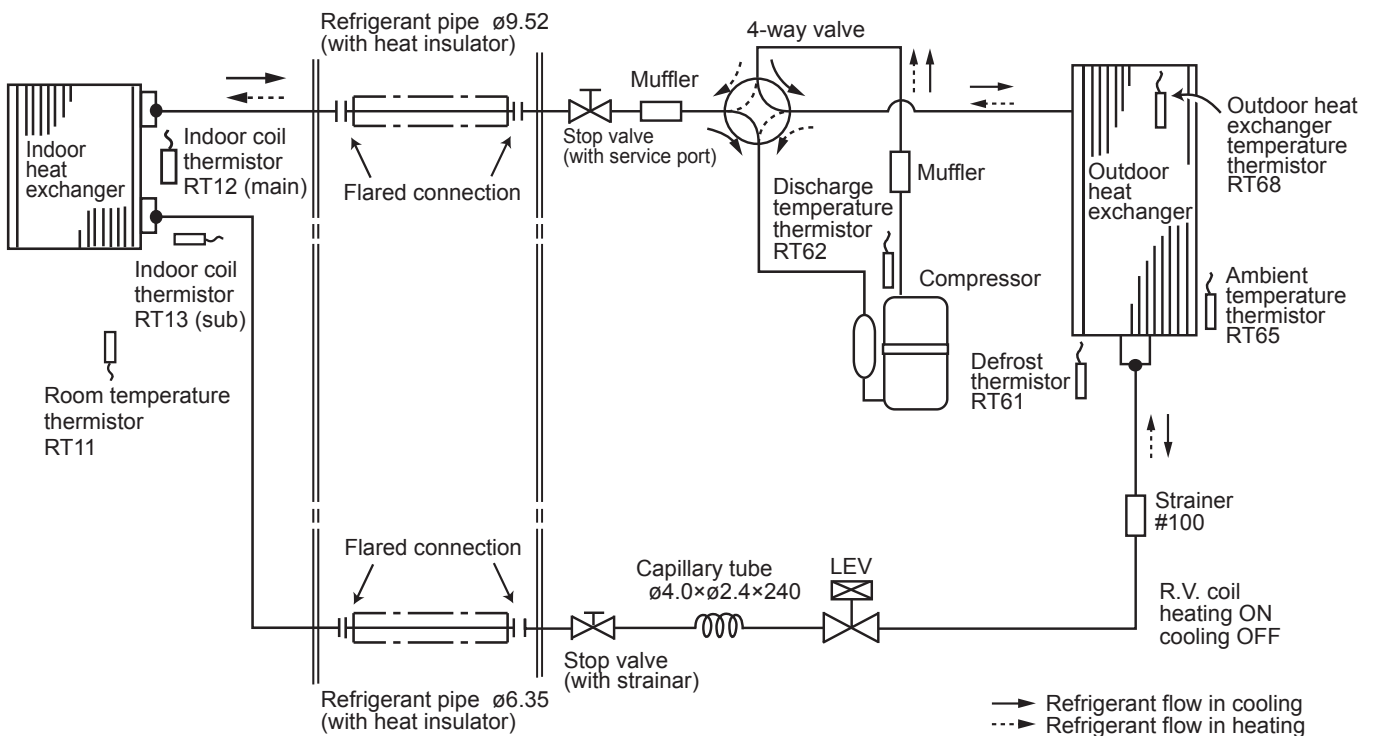 Refrigerant pipe ø9.52
(with heat insulator)
4-way valve
Muffler
Stop valve
(with service port)
Indoor
heat
exchanger
Indoor coil
thermistor
RT12 (main)
Flared connection
Discharge
temperature
thermistor
RT62
Muffler
Outdoor
heat
exchanger
Outdoor heat
exchanger
temperature
thermistor
RT68
Indoor coil
thermistor
RT13 (sub)
Compressor
Ambient
temperature
thermistor
RT65
Room temperature
thermistor
RT11
Defrost
thermistor
RT61
Strainer
#100
Flared connection
Capillary tube
ø4.0×ø2.4×240
LEV
R.V. coil
heating ON
cooling OFF
Stop valve
(with strainar)
Refrigerant pipe ø6.35
(with heat insulator)
Refrigerant flow in cooling
Refrigerant flow in heating